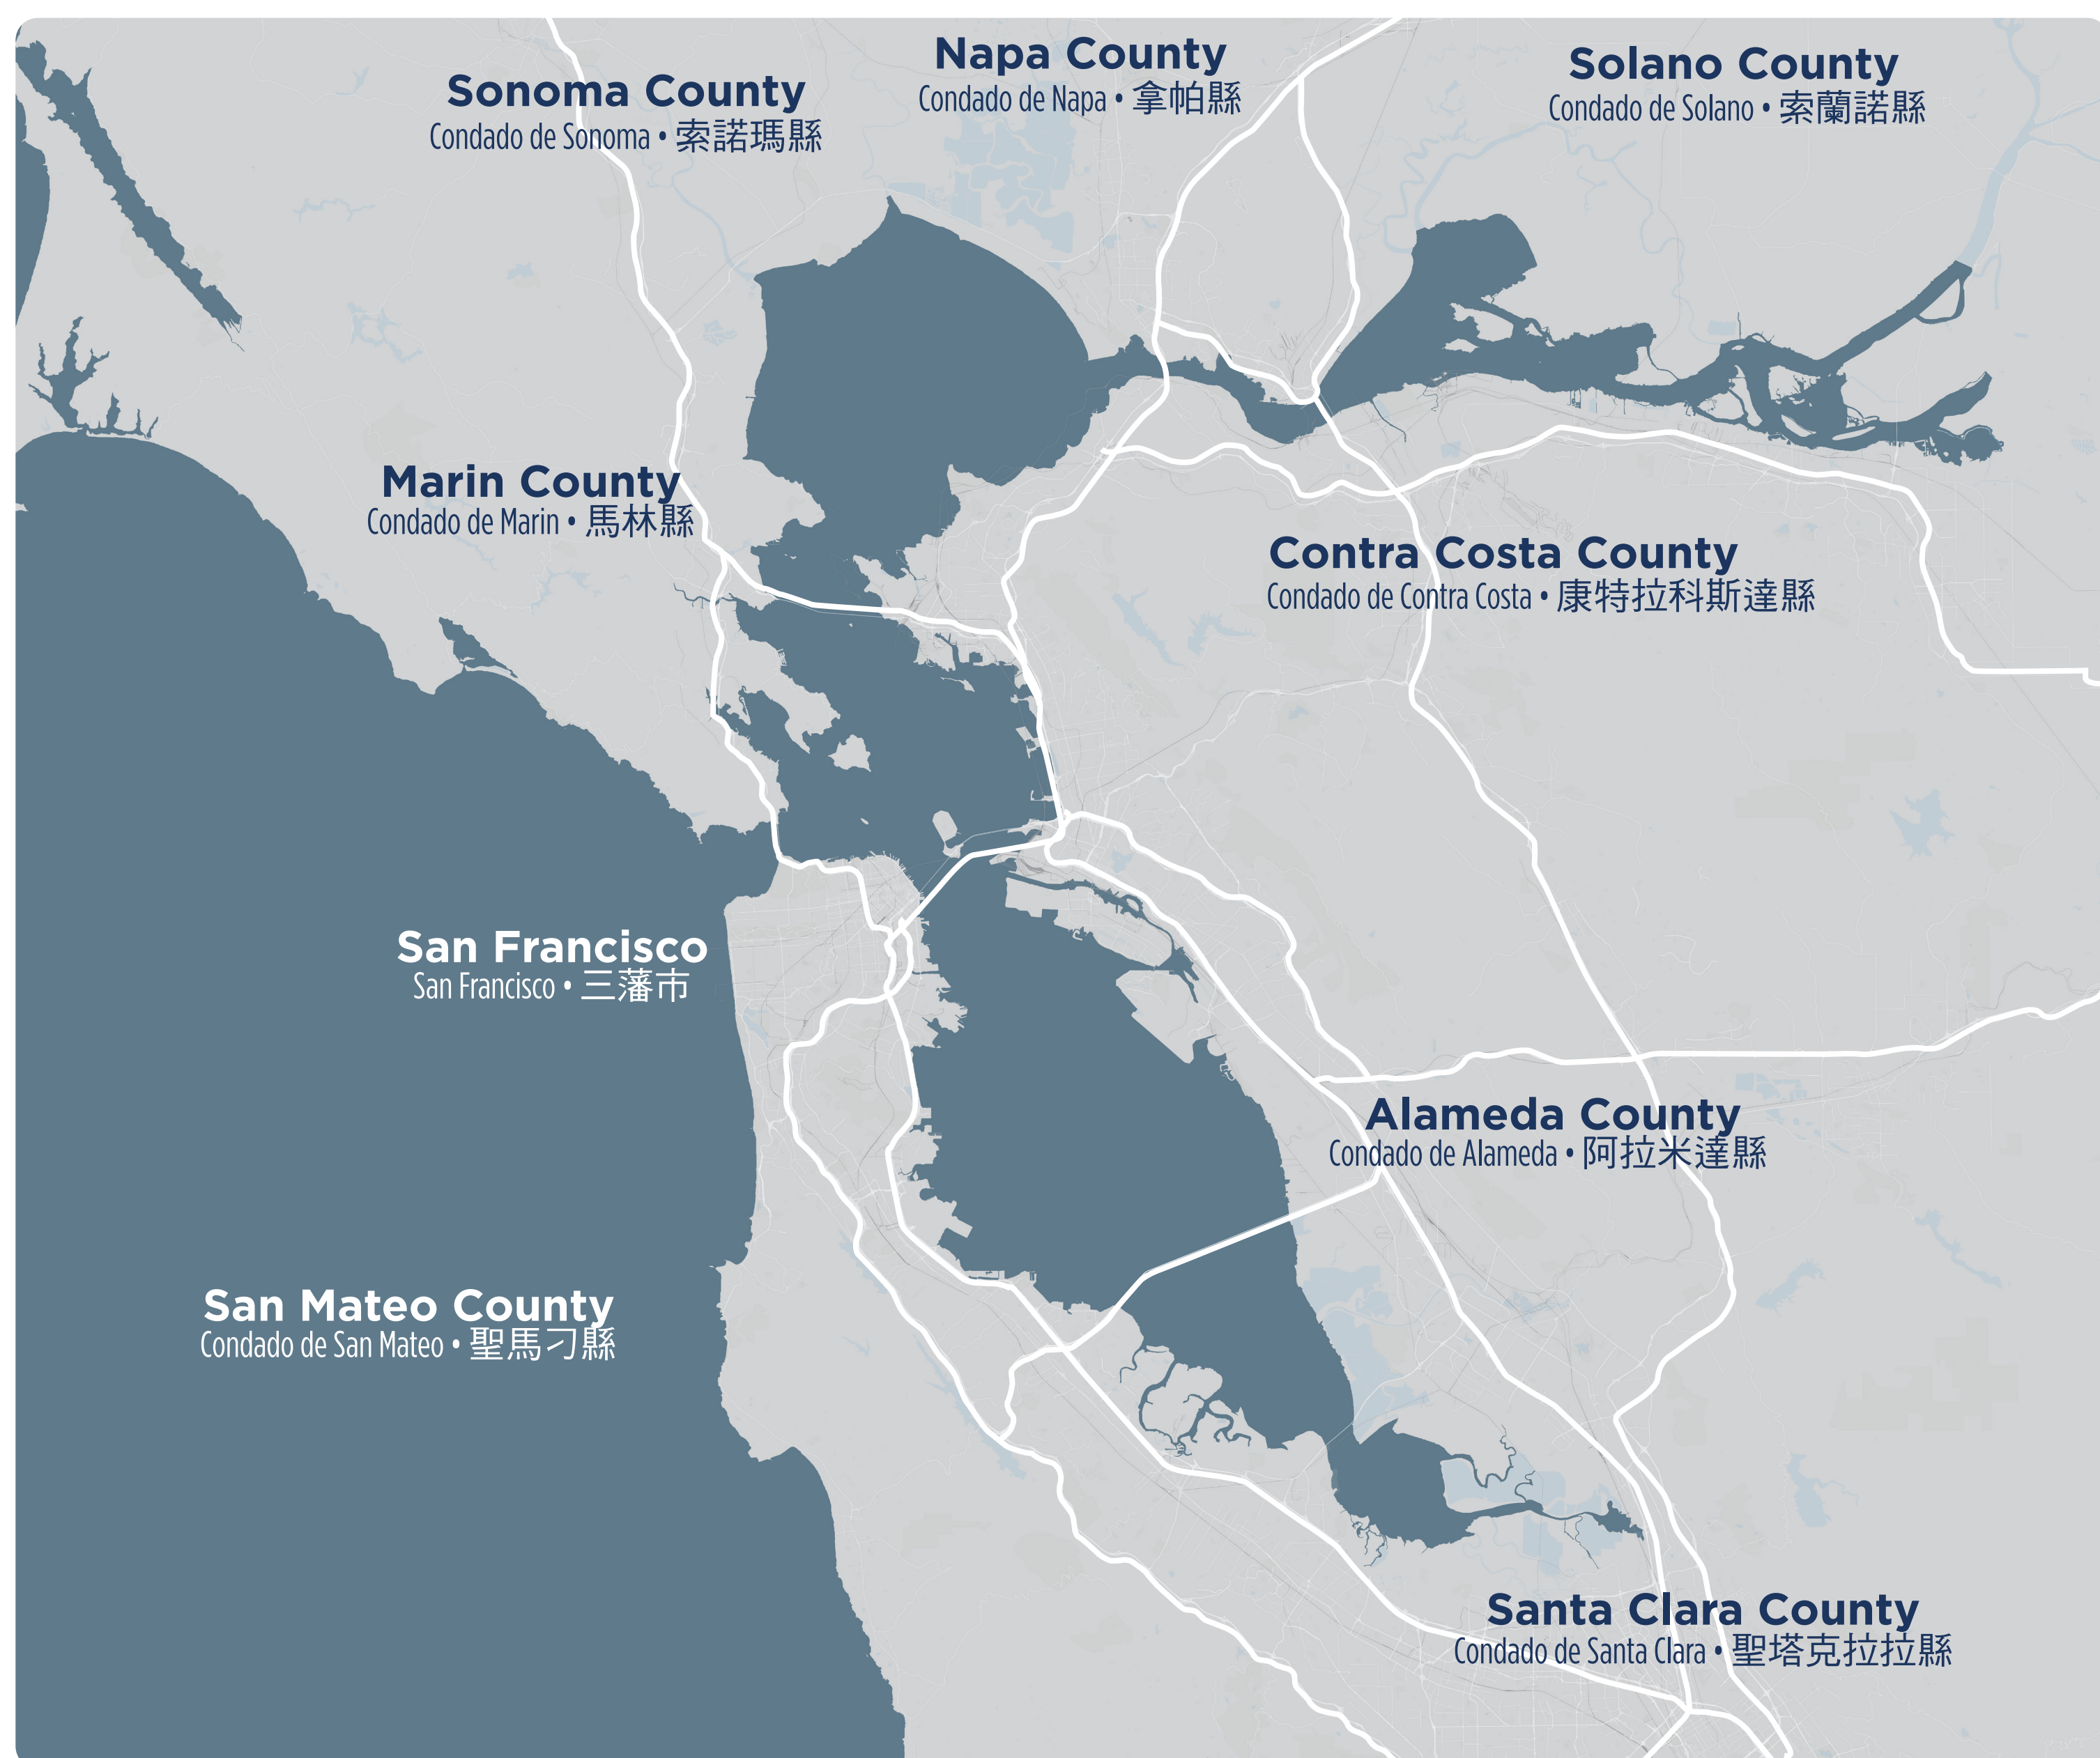 Napa County
Condado de Napa • 拿帕縣
Solano County
Condado de Solano • 索蘭諾縣
Sonoma County
Condado de Sonoma • 索諾瑪縣
Marin County
Condado de Marin • 馬林縣
Contra Costa County
Condado de Contra Costa • 康特拉科斯達縣
San Francisco
San Francisco • 三藩市
Alameda County
Condado de Alameda • 阿拉米達縣
San Mateo County
Condado de San Mateo • 聖馬刁縣
Santa Clara County
Condado de Santa Clara • 聖塔克拉拉縣